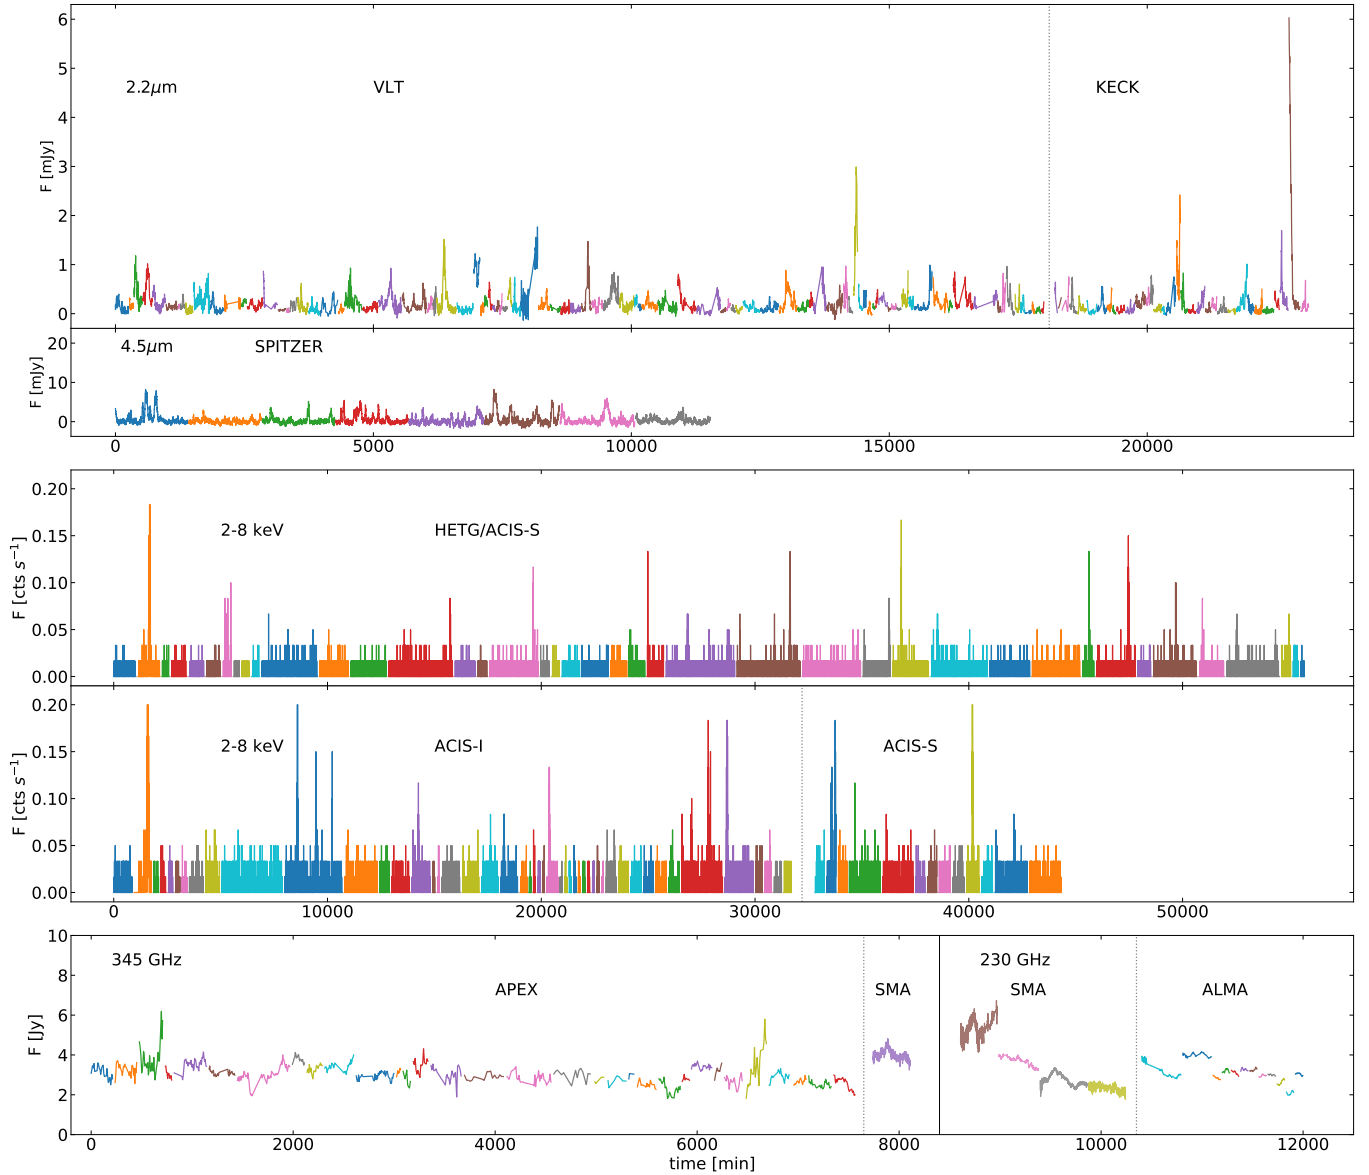 6
5
4
3
2
1
0
F [mJy]
2.2μm VLT KECK
20
10
0
F [mJy]
4.5μm SPITZER
0 5000 10000 15000 20000
0.20
0.15
0.10
0.05
0.00
F [cts s⁻¹]
2-8 keV HETG/ACIS-S
0.20
0.15
0.10
0.05
0.00
F [cts s⁻¹]
2-8 keV ACIS-I ACIS-S
0 10000 20000 30000 40000 50000
10
8
6
4
2
0
F [Jy]
345 GHz 230 GHz
APEX SMA SMA ALMA
0 2000 4000 6000 8000 10000 12000
time [min]